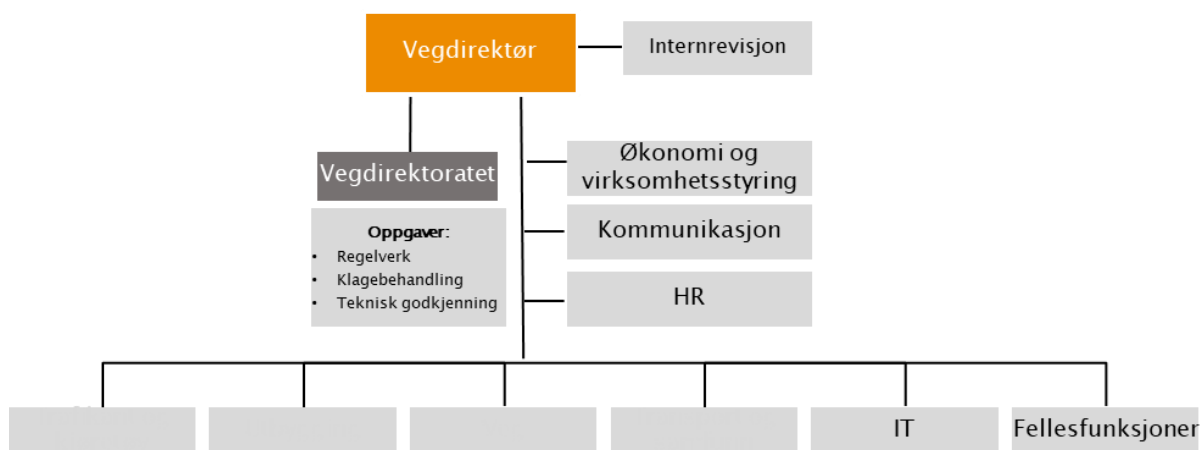 Vegdirektør
Internrevisjon
Vegdirektoratet
Økonomi og
virksomhetsstyring
Oppgaver:
• Regelverk
• Klagebehandling
• Teknisk godkjenning
Kommunikasjon
HR
IT
Fellesfunksjoner